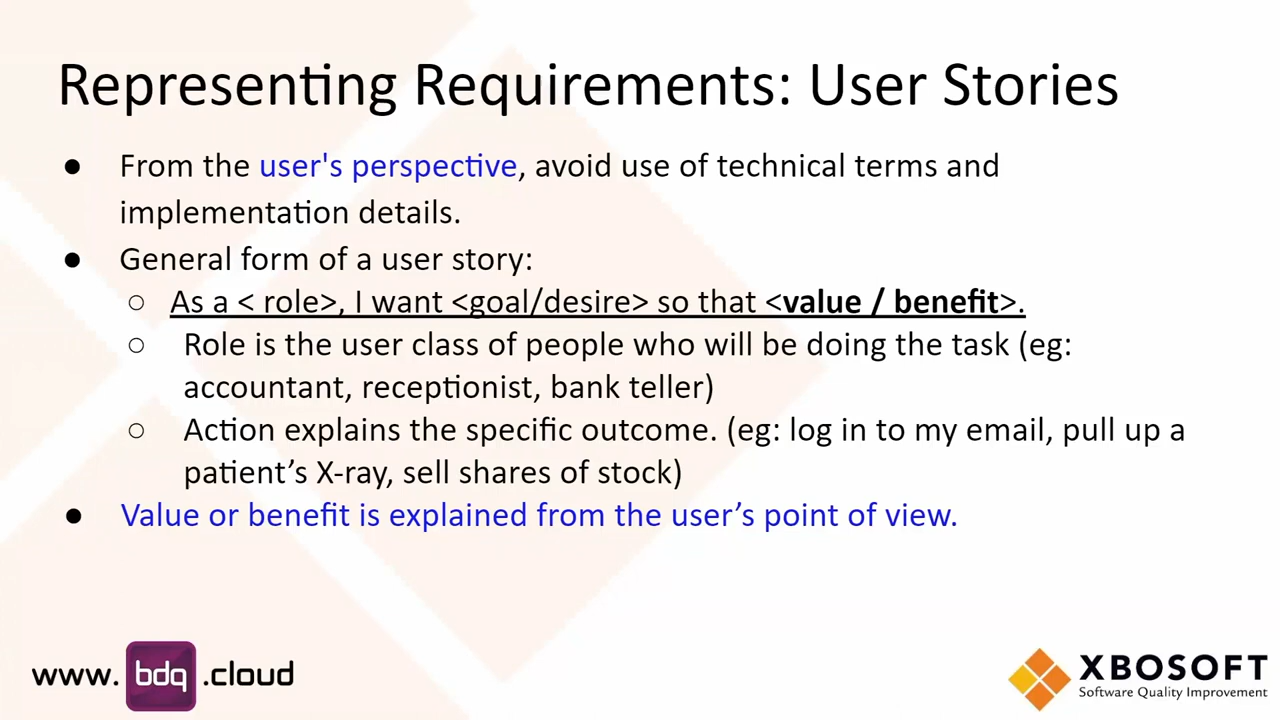 Representing Requirements: User Stories
● From the user's perspective, avoid use of technical terms and
implementation details.
● General form of a user story:
○ As a < role>, I want <goal/desire> so that <value / benefit>.
○ Role is the user class of people who will be doing the task (eg:
accountant, receptionist, bank teller)
○ Action explains the specific outcome. (eg: log in to my email, pull up a
patient’s X-ray, sell shares of stock)
● Value or benefit is explained from the user’s point of view.
www. bdq .cloud
XBOSOFT
Software Quality Improvement